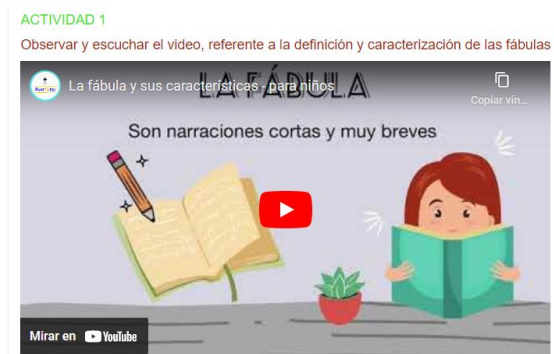 ACTIVIDAD 1
Observar y escuchar el video, referente a la definición y caracterización de las fábulas
LA FÁBULA
La fábula y sus características - para niños
Copiar vín...
Son narraciones cortas y muy breves
Mirar en YouTube